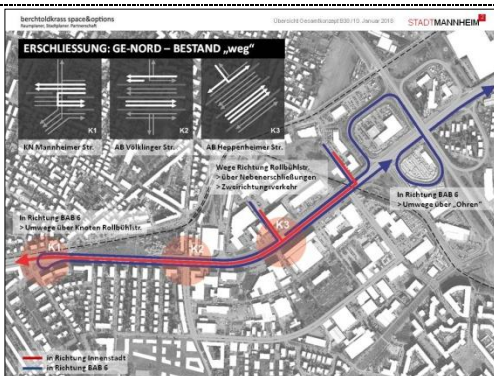 berchtoldkrass space&options
Raumplaner, Stadtplaner. Partnerschaft
Übersicht Gesamtkonzept B38 / 10. Januar 2016
STADTMANNHEIM²
ERSCHLIESSUNG: GE-NORD – BESTAND „weg“
K1
K2
K3
KN Mannheimer Str.
AB Völklinger Str.
AB Heppenheimer Str.
Wege Richtung Rollbühlstr.
> über Nebenerschließungen
> Zweirichtungsverkehr
In Richtung BAB 6
> Umwege über „Ohren“
In Richtung BAB 6
> Umwege über Knoten Rollbühlstr.
K1
K2
K3
in Richtung Innenstadt
in Richtung BAB 6